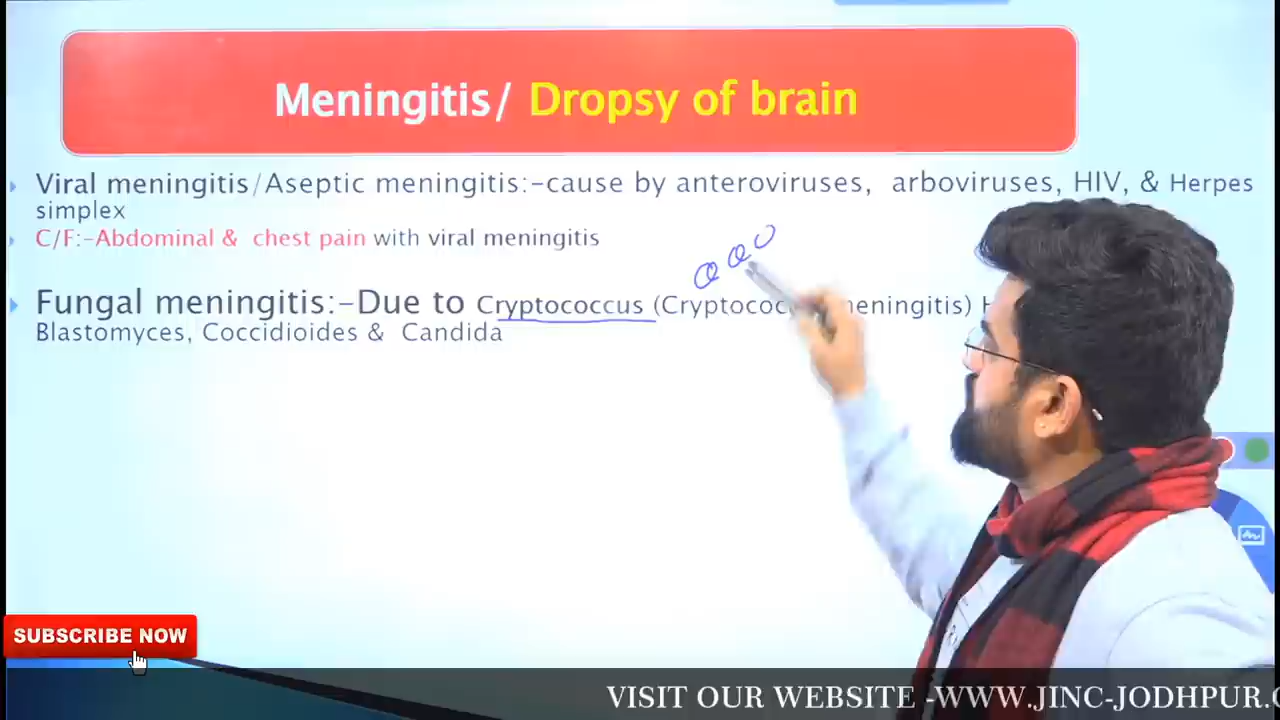 Meningitis/ Dropsy of brain
Viral meningitis/Aseptic meningitis:-cause by anteroviruses, arboviruses, HIV, & Herpes
simplex
C/F:-Abdominal & chest pain with viral meningitis
Fungal meningitis:-Due to Cryptococcus (Cryptococ meningitis)
Blastomyces, Coccidioides & Candida
SUBSCRIBE NOW
VISIT OUR WEBSITE -WWW.JINC-JODHPUR.